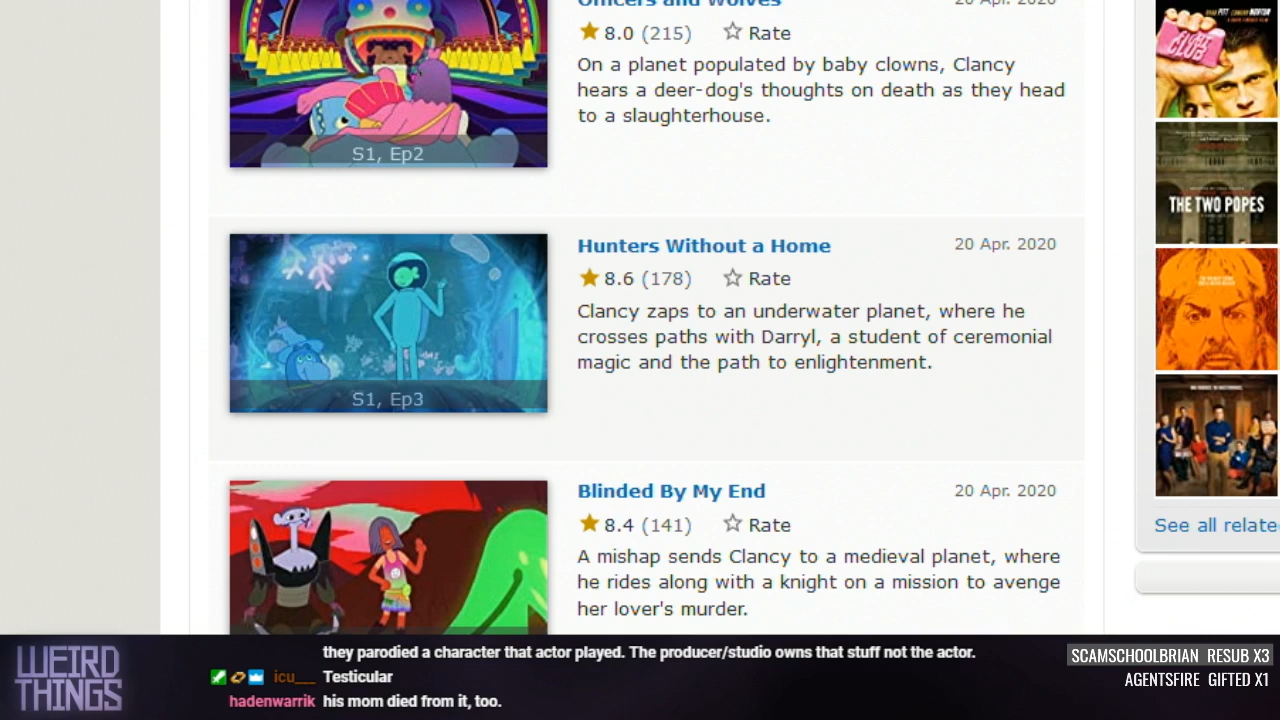 Officers and Wolves
20 Apr. 2020
8.0 (215) Rate
On a planet populated by baby clowns, Clancy
hears a deer-dog's thoughts on death as they head
to a slaughterhouse.
S1, Ep2
Hunters Without a Home
20 Apr. 2020
8.6 (178) Rate
Clancy zaps to an underwater planet, where he
crosses paths with Darryl, a student of ceremonial
magic and the path to enlightenment.
S1, Ep3
Blinded By My End
20 Apr. 2020
8.4 (141) Rate
A mishap sends Clancy to a medieval planet, where
he rides along with a knight on a mission to avenge
her lover's murder.
PITT
NORTON
FIGHT
CLUB
THE TWO POPES
See all relate
WEIRD
THINGS
they parodied a character that actor played. The producer/studio owns that stuff not the actor.
icu___ Testicular
hadenwarrik his mom died from it, too.
SCAMSCHOOLBRIAN RESUB X3
AGENTSFIRE GIFTED X1